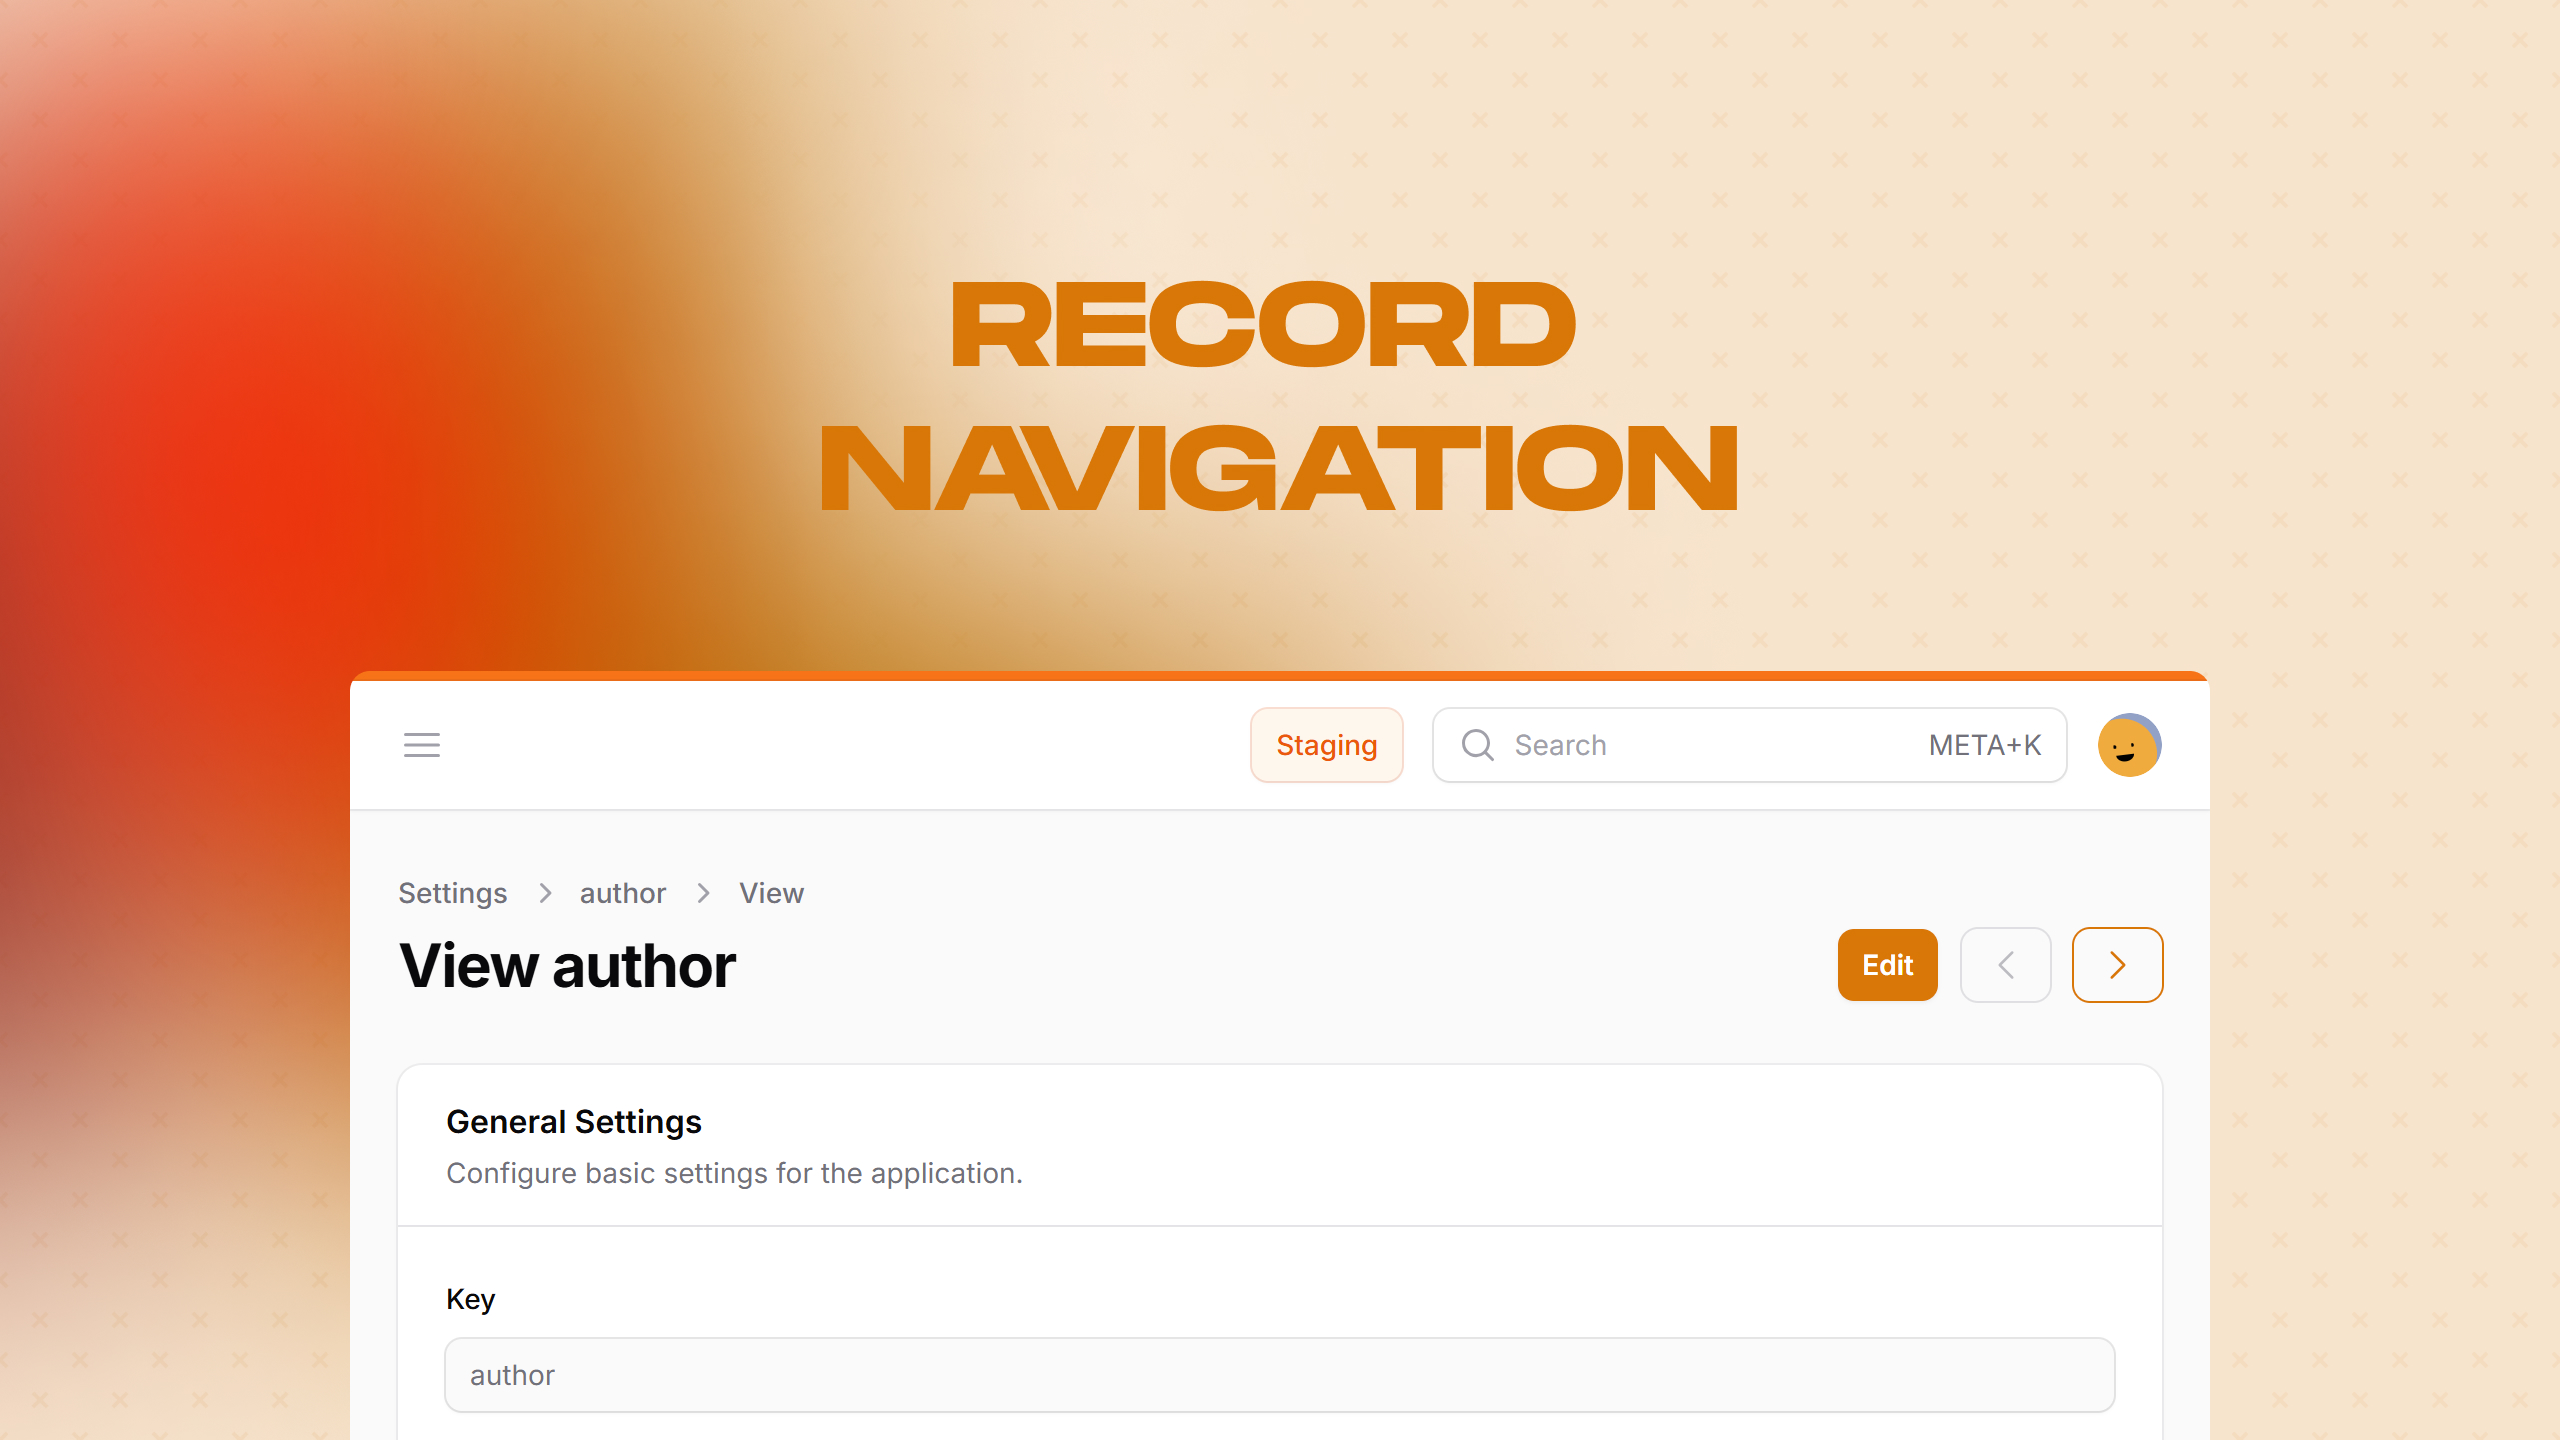 RECORD
NAVIGATION
Staging
Search
META+K
Settings > author > View
View author
Edit
General Settings
Configure basic settings for the application.
Key
author